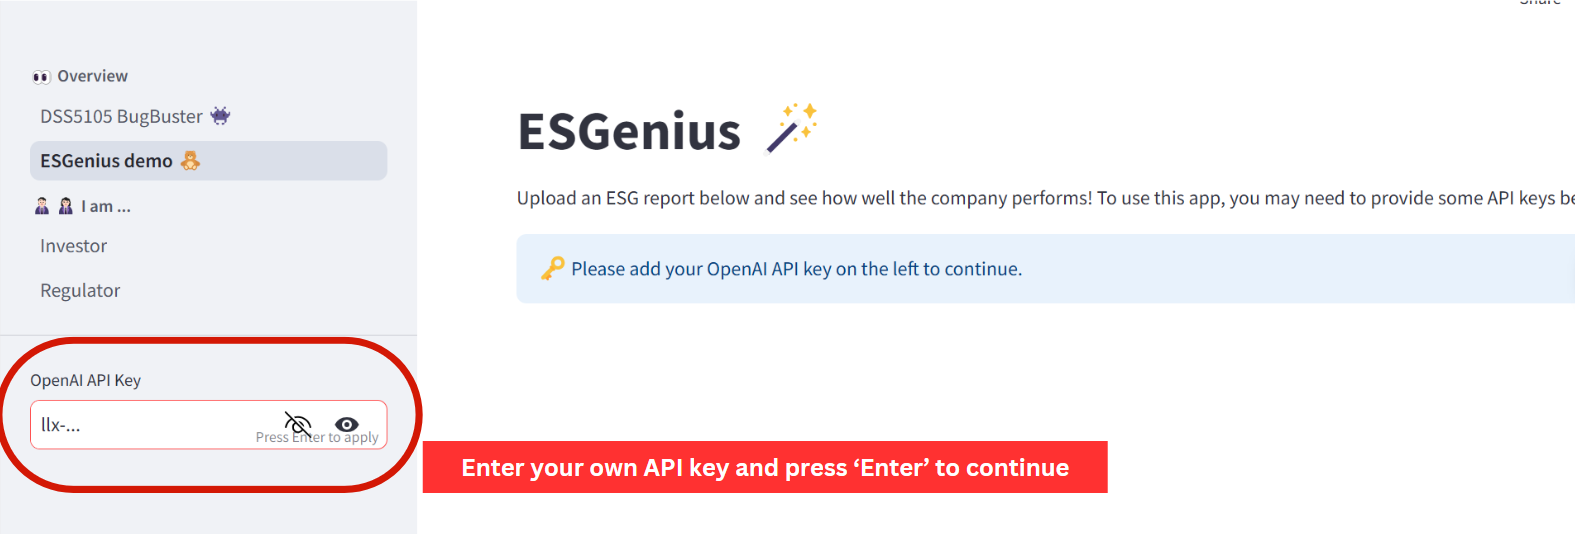 Overview
DSS5105 BugBuster
ESGenius demo
I am ...
Investor
Regulator
OpenAI API Key
llx-...
Press Enter to apply
ESGenius
Upload an ESG report below and see how well the company performs! To use this app, you may need to provide some API keys
Please add your OpenAI API key on the left to continue.
Enter your own API key and press ‘Enter’ to continue